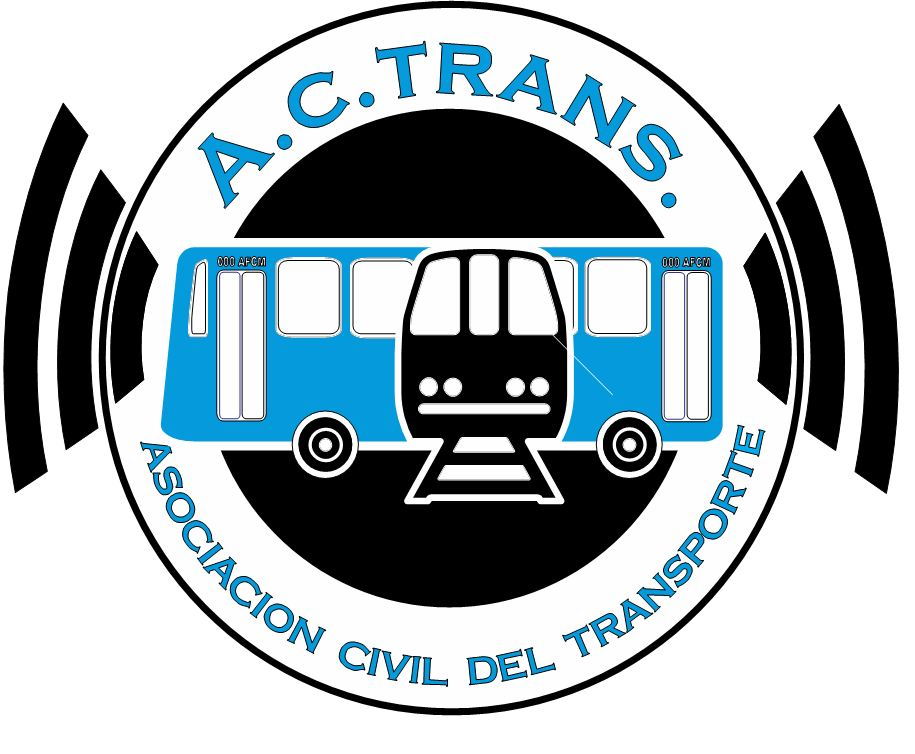 A.C.TRANS.
000 AFCM
000 AFCM
ASOCIACION CIVIL DEL TRANSPORTE